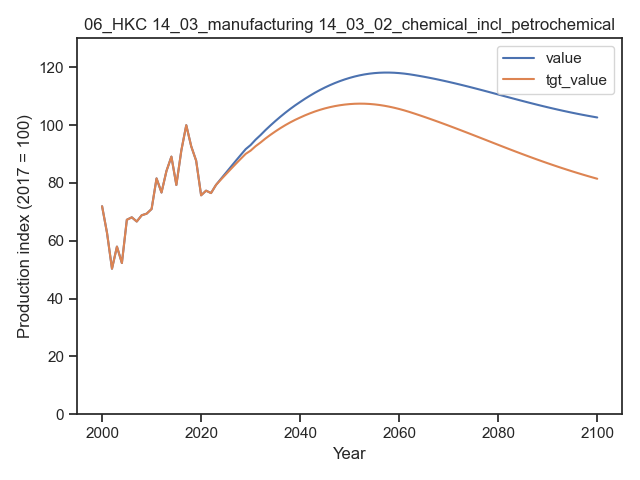 06_HKC 14_03_manufacturing 14_03_02_chemical_incl_petrochemical
value
tgt_value
Production index (2017 = 100)
120
100
80
60
40
20
0
2000 2020 2040 2060 2080 2100
Year